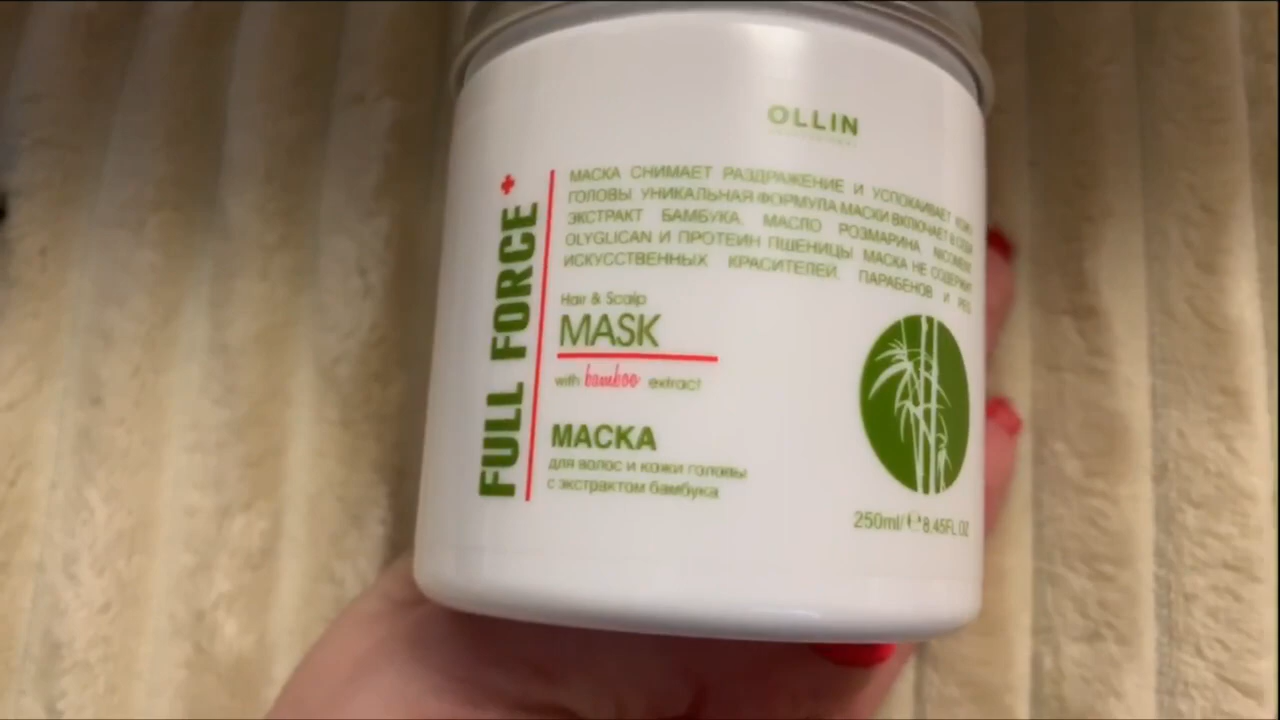 OLLIN
FULL FORCE+
МАСКА СНИМАЕТ РАЗДРАЖЕНИЕ И УСПОКАИВАЕТ
ГОЛОВЫ УНИКАЛЬНАЯ ФОРМУЛА МАСКИ ВКЛЮЧАЕТ В
ЭКСТРАКТ БАМБУКА, МАСЛО РОЗМАРИНА,
OLYGLICAN И ПРОТЕИН ПШЕНИЦЫ МАСКА НЕ СОДЕРЖИТ
ИСКУССТВЕННЫХ КРАСИТЕЛЕЙ, ПАРАБЕНОВ И
Hair & Scalp
MASK
with bamboo extract
МАСКА
для волос и кожи головы
с экстрактом бамбука
250ml/℮ 8.45FL OZ